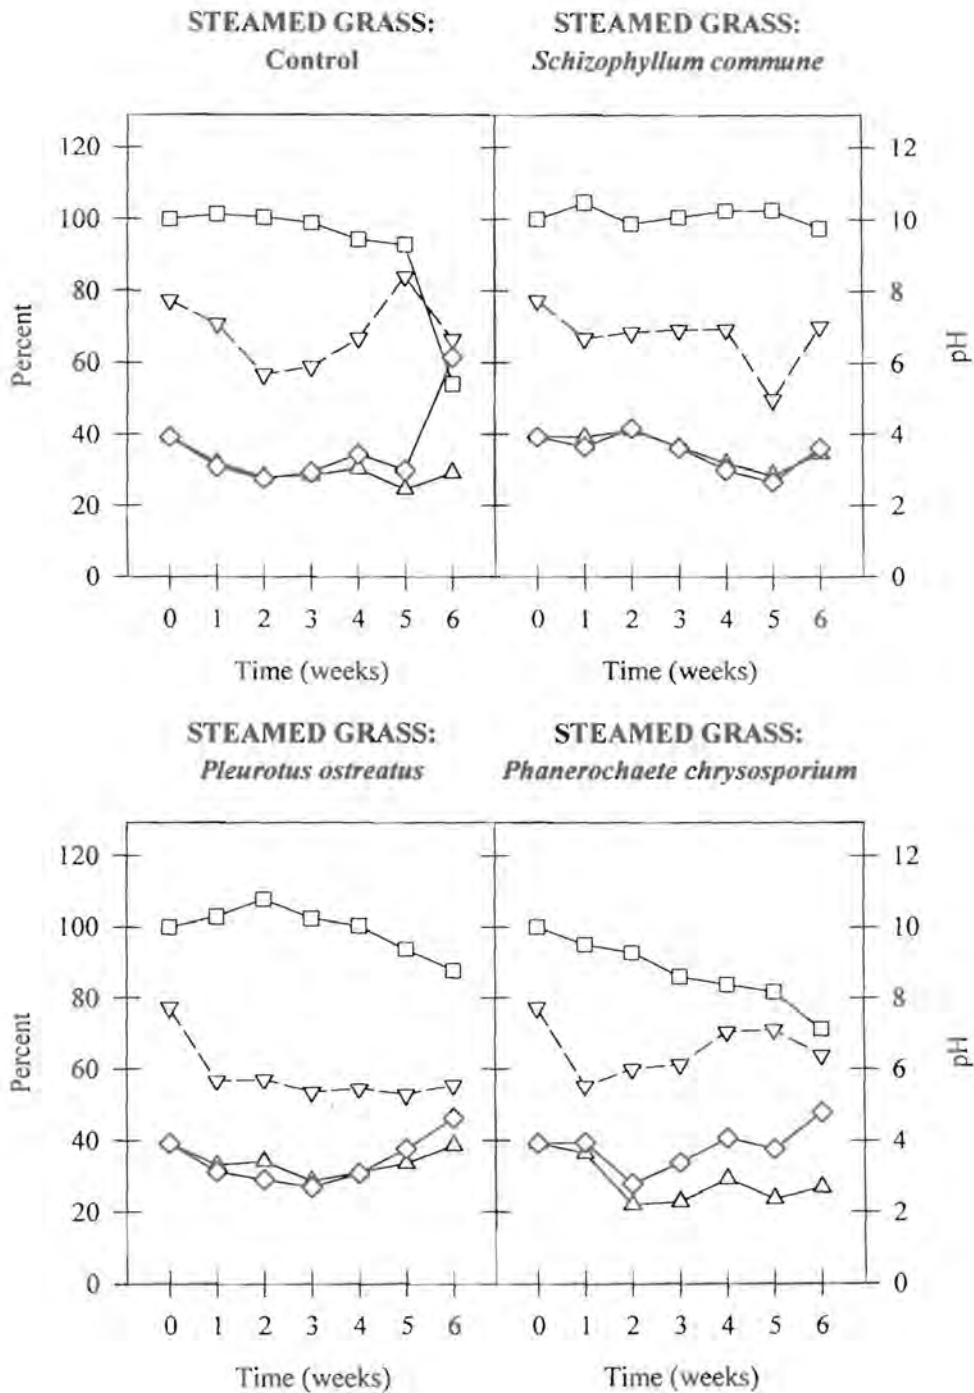 STEAMED GRASS:
Control
STEAMED GRASS:
Schizophyllum commune
120
100
80
60
40
20
0
Percent
12
10
8
6
4
2
0
pH
0 1 2 3 4 5 6
Time (weeks)
0 1 2 3 4 5 6
Time (weeks)
STEAMED GRASS:
Pleurotus ostreatus
STEAMED GRASS:
Phanerochaete chrysosporium
120
100
80
60
40
20
0
Percent
12
10
8
6
4
2
0
pH
0 1 2 3 4 5 6
Time (weeks)
0 1 2 3 4 5 6
Time (weeks)